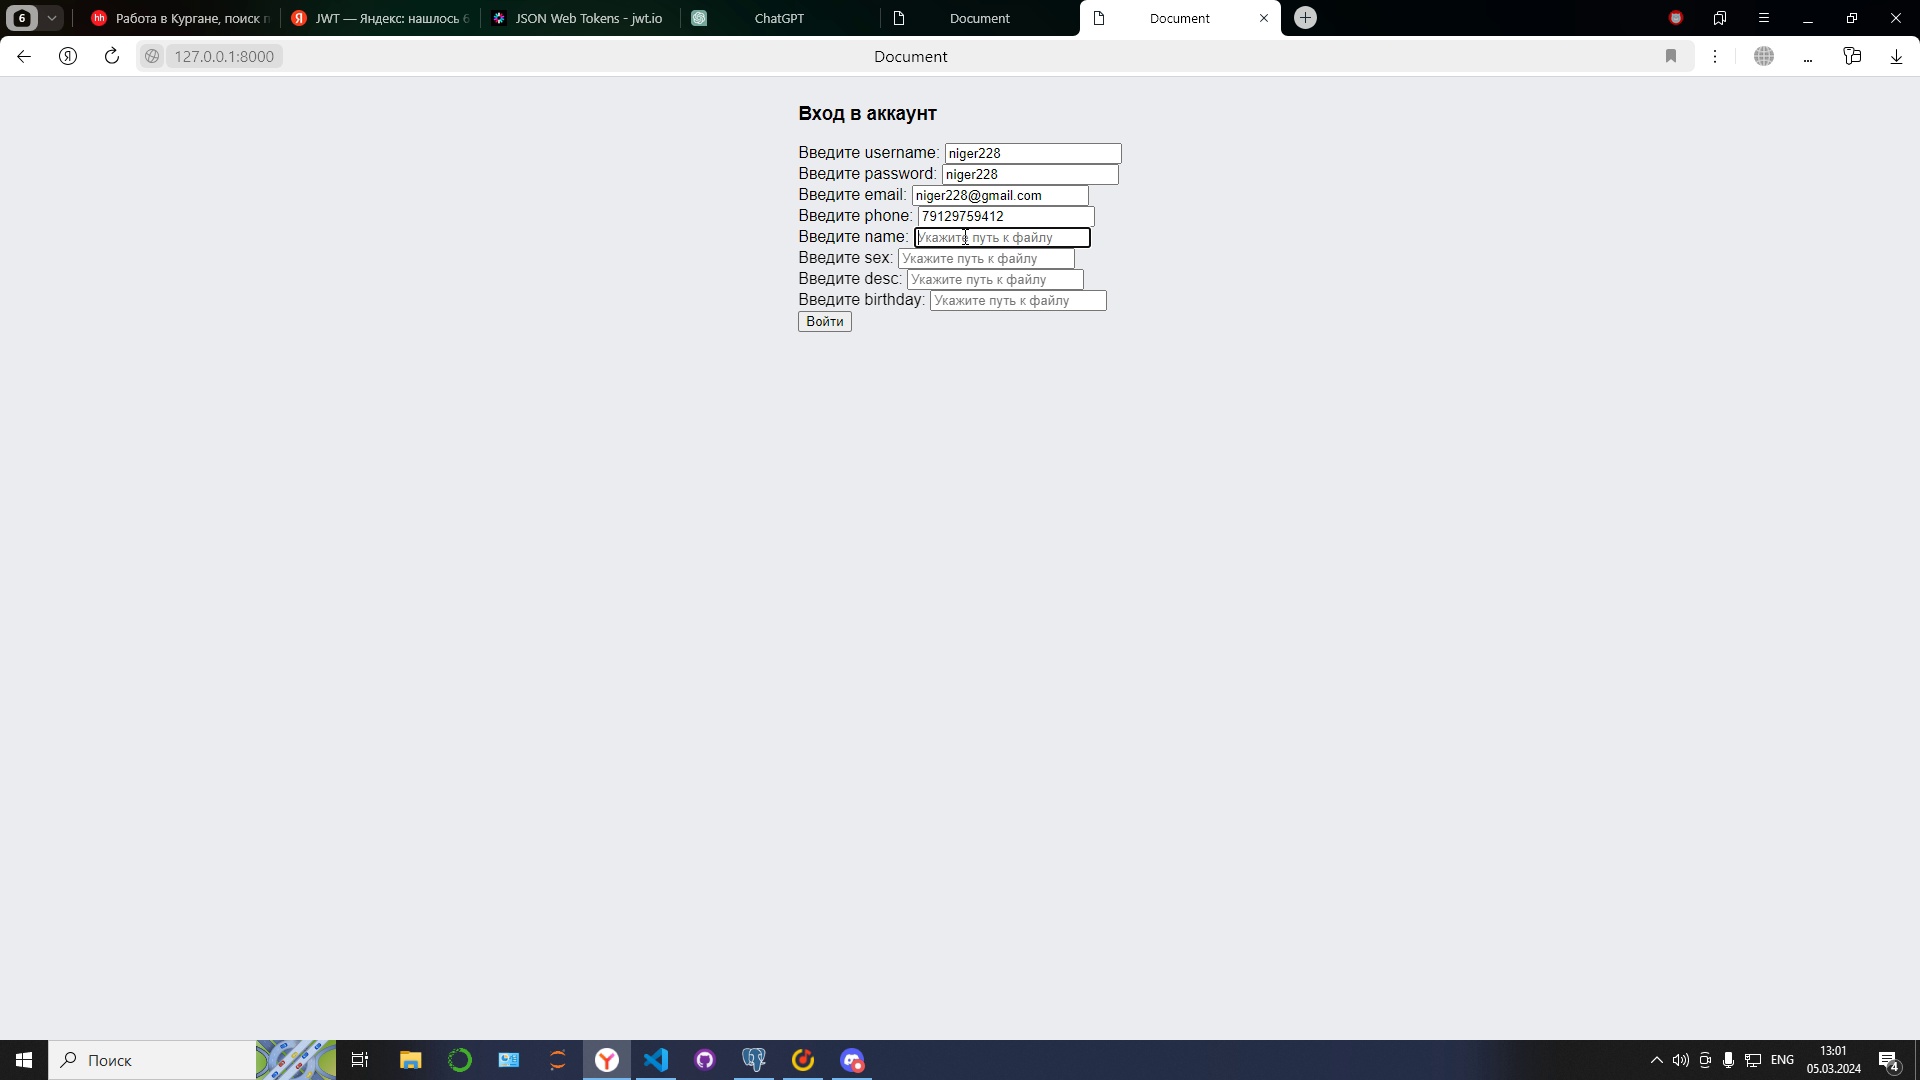 6
Работа в Кургане, поиск п
JWT — Яндекс: нашлось 6
JSON Web Tokens - jwt.io
ChatGPT
Document
Document
127.0.0.1:8000
Document
Вход в аккаунт
Введите username: niger228
Введите password: niger228
Введите email: niger228@gmail.com
Введите phone: 79129759412
Введите name: Укажите путь к файлу
Введите sex: Укажите путь к файлу
Введите desc: Укажите путь к файлу
Введите birthday: Укажите путь к файлу
Войти
Поиск
ENG
13:01
05.03.2024
4